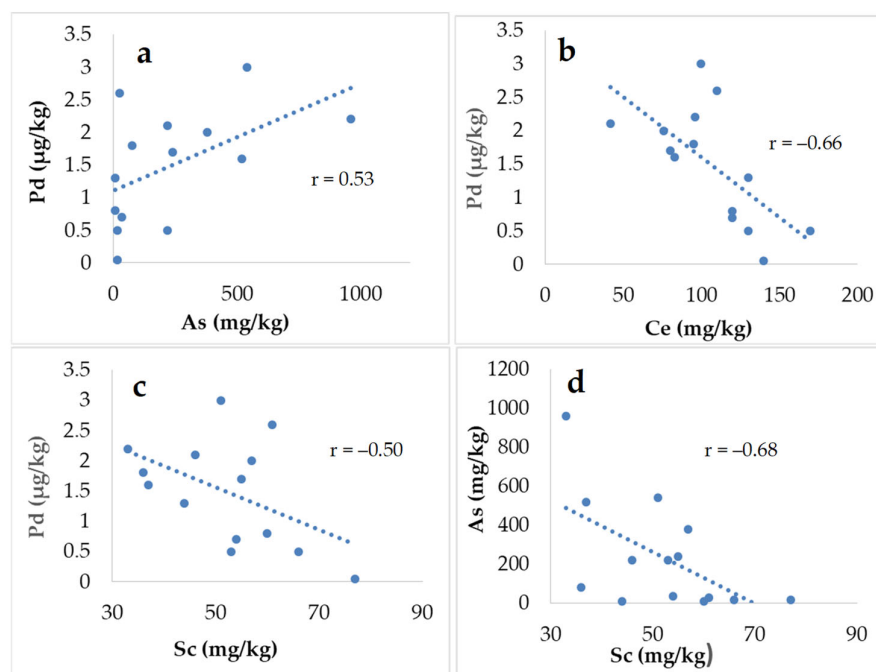 a
3.5
3
2.5
2
1.5
1
0.5
0
Pd (µg/kg)
r = 0.53
0 500 1000
As (mg/kg)
b
3.5
3
2.5
2
1.5
1
0.5
0
Pd (µg/kg)
r = –0.66
0 50 100 150 200
Ce (mg/kg)
c
3.5
3
2.5
2
1.5
1
0.5
0
Pd (µg/kg)
r = –0.50
30 50 70 90
Sc (mg/kg)
d
1200
1000
800
600
400
200
0
As (mg/kg)
r = –0.68
30 50 70 90
Sc (mg/kg)